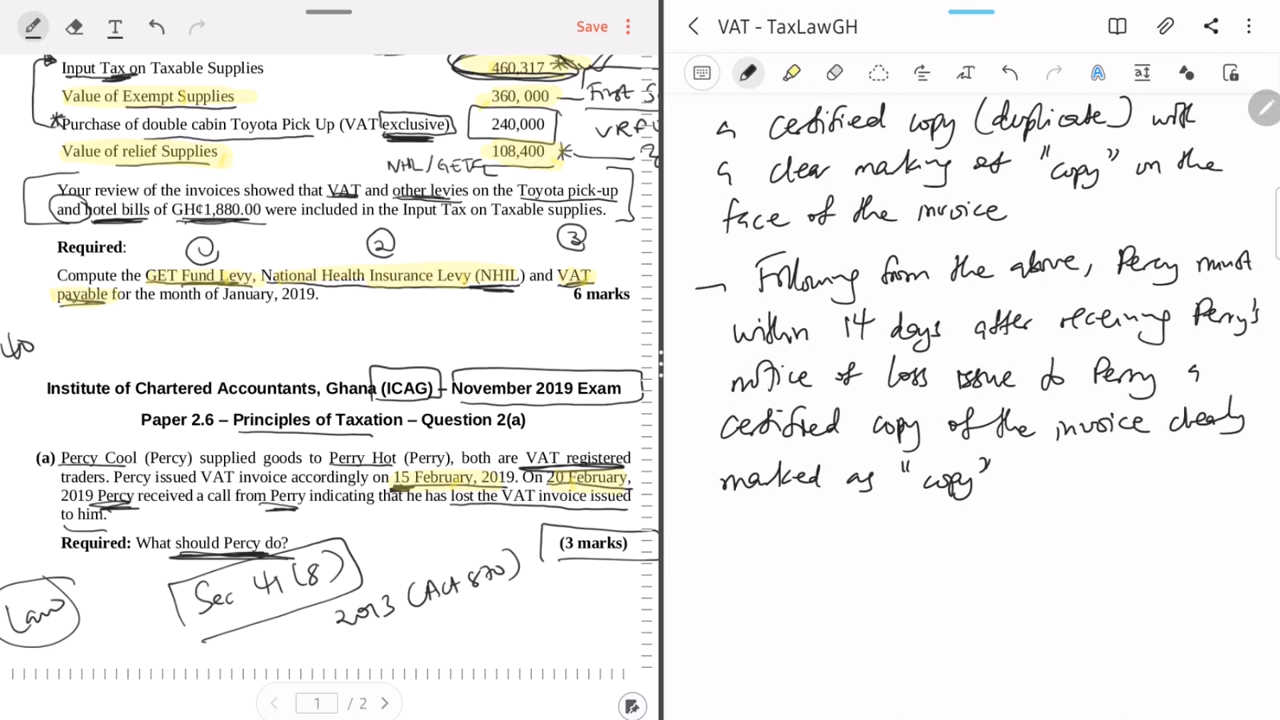 Save
Input Tax on Taxable Supplies 460,317 *
Value of Exempt Supplies 360, 000 First S
*Purchase of double cabin Toyota Pick Up (VAT exclusive) 240,000 VRPO
Value of relief Supplies 108,400 *
NHL/GETF
Your review of the invoices showed that VAT and other levies on the Toyota pick-up
and hotel bills of GH¢1,880.00 were included in the Input Tax on Taxable supplies.
Required:
1 2 3
Compute the GET Fund Levy, National Health Insurance Levy (NHIL) and VAT
payable for the month of January, 2019. 6 marks
40
Institute of Chartered Accountants, Ghana (ICAG) – November 2019 Exam
Paper 2.6 – Principles of Taxation – Question 2(a)
(a) Percy Cool (Percy) supplied goods to Perry Hot (Perry), both are VAT registered
traders. Percy issued VAT invoice accordingly on 15 February, 2019. On 20 February,
2019 Percy received a call from Perry indicating that he has lost the VAT invoice issued
to him.
Required: What should Percy do? (3 marks)
Law
Sec 41(8)
2013 (Act 870)
1 / 2
VAT - TaxLawGH
a certified copy (duplicate) with
a clear making of "copy" on the
face of the invoice
– Following from the above, Percy must
within 14 days after receiving Perry's
notice of loss issue to Perry a
certified copy of the invoice clearly
marked as "copy"